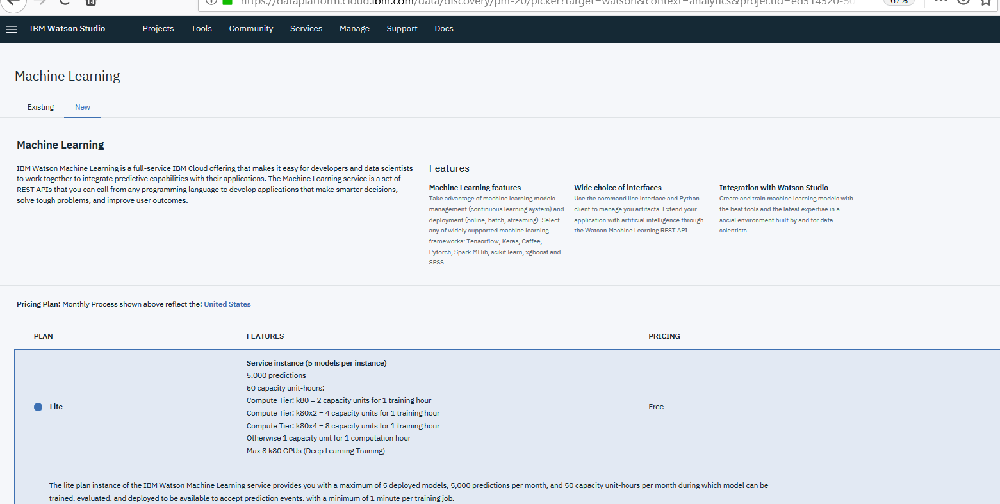 https://dataplatform.cloud.ibm.com/data/discovery/pm-20/picker?target=watson&context=analytics&projectid=ed514520-50
67%
IBM Watson Studio Projects Tools Community Services Manage Support Docs
Machine Learning
Existing New
Machine Learning
IBM Watson Machine Learning is a full-service IBM Cloud offering that makes it easy for developers and data scientists
to work together to integrate predictive capabilities with their applications. The Machine Learning service is a set of
REST APIs that you can call from any programming language to develop applications that make smarter decisions,
solve tough problems, and improve user outcomes.
Features
Machine Learning features
Take advantage of machine learning models
management (continuous learning system) and
deployment (online, batch, streaming). Select
any of widely supported machine learning
frameworks: Tensorflow, Keras, Caffee,
Pytorch, Spark MLlib, scikit learn, xgboost and
SPSS.
Wide choice of interfaces
Use the command line interface and Python
client to manage you artifacts. Extend your
application with artificial intelligence through
the Watson Machine Learning REST API.
Integration with Watson Studio
Create and train machine learning models with
the best tools and the latest expertise in a
social environment built by and for data
scientists.
Pricing Plan: Monthly Process shown above reflect the: United States
PLAN FEATURES PRICING
Service instance (5 models per instance)
5,000 predictions
50 capacity unit-hours:
Compute Tier: k80 = 2 capacity units for 1 training hour
Lite Free
Compute Tier: k80x2 = 4 capacity units for 1 training hour
Compute Tier: k80x4 = 8 capacity units for 1 training hour
Otherwise 1 capacity unit for 1 computation hour
Max 8 k80 GPUs (Deep Learning Training)
The lite plan instance of the IBM Watson Machine Learning service provides you with a maximum of 5 deployed models, 5,000 predictions per month, and 50 capacity unit-hours per month during which model can be
trained, evaluated, and deployed to be available to accept prediction events, with a minimum of 1 minute per training job.